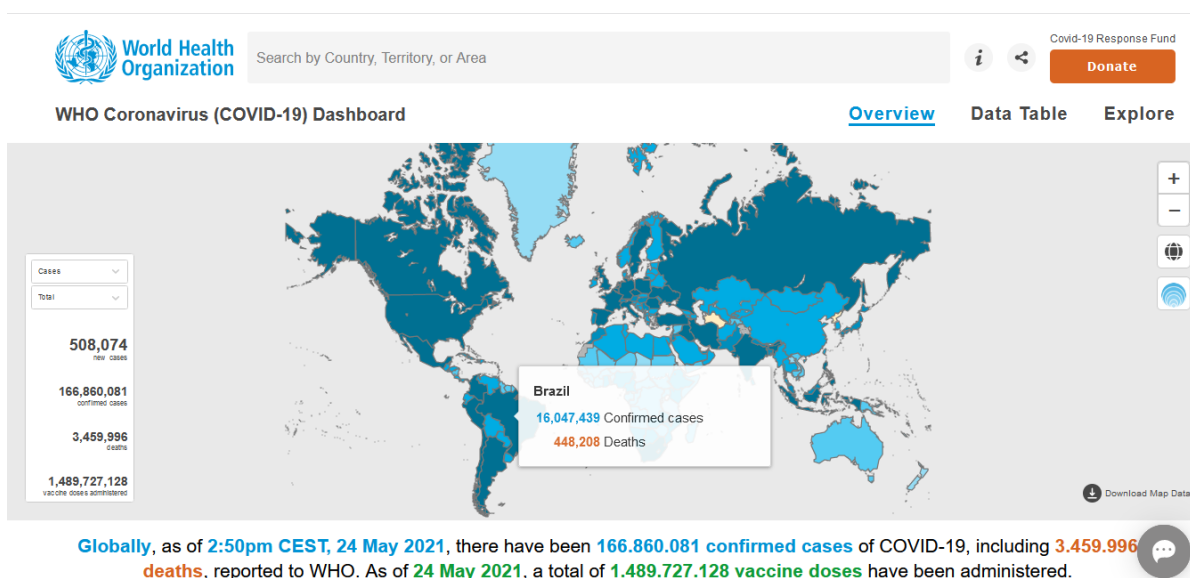 World Health
Organization
Search by Country, Territory, or Area
i
Covid-19 Response Fund
Donate
WHO Coronavirus (COVID-19) Dashboard
Overview
Data Table
Explore
+
−
Cases
Total
508,074
new cases
166,860,081
confirmed cases
3,459,996
deaths
1,489,727,128
vaccine doses administered
Brazil
16,047,439 Confirmed cases
448,208 Deaths
Download Map Data
Globally, as of 2:50pm CEST, 24 May 2021, there have been 166.860.081 confirmed cases of COVID-19, including 3.459.996
deaths, reported to WHO. As of 24 May 2021, a total of 1.489.727.128 vaccine doses have been administered.